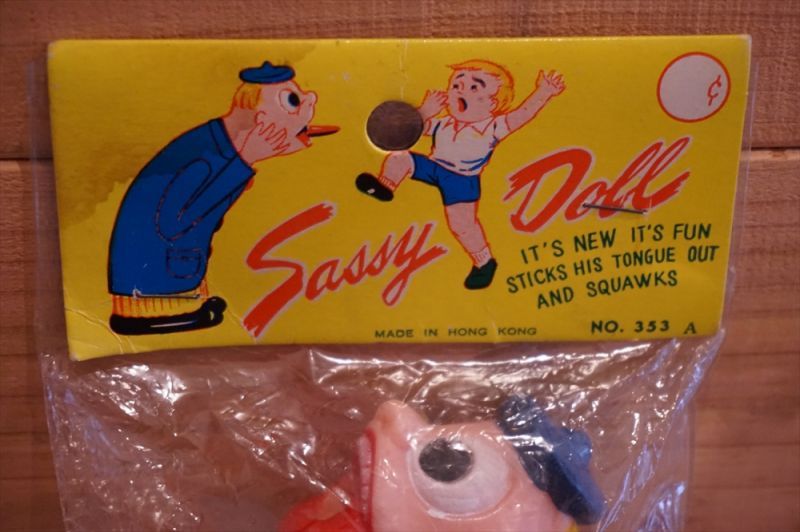 ¢
Sassy Doll
IT'S NEW IT'S FUN
STICKS HIS TONGUE OUT
AND SQUAWKS
MADE IN HONG KONG
NO. 353 A